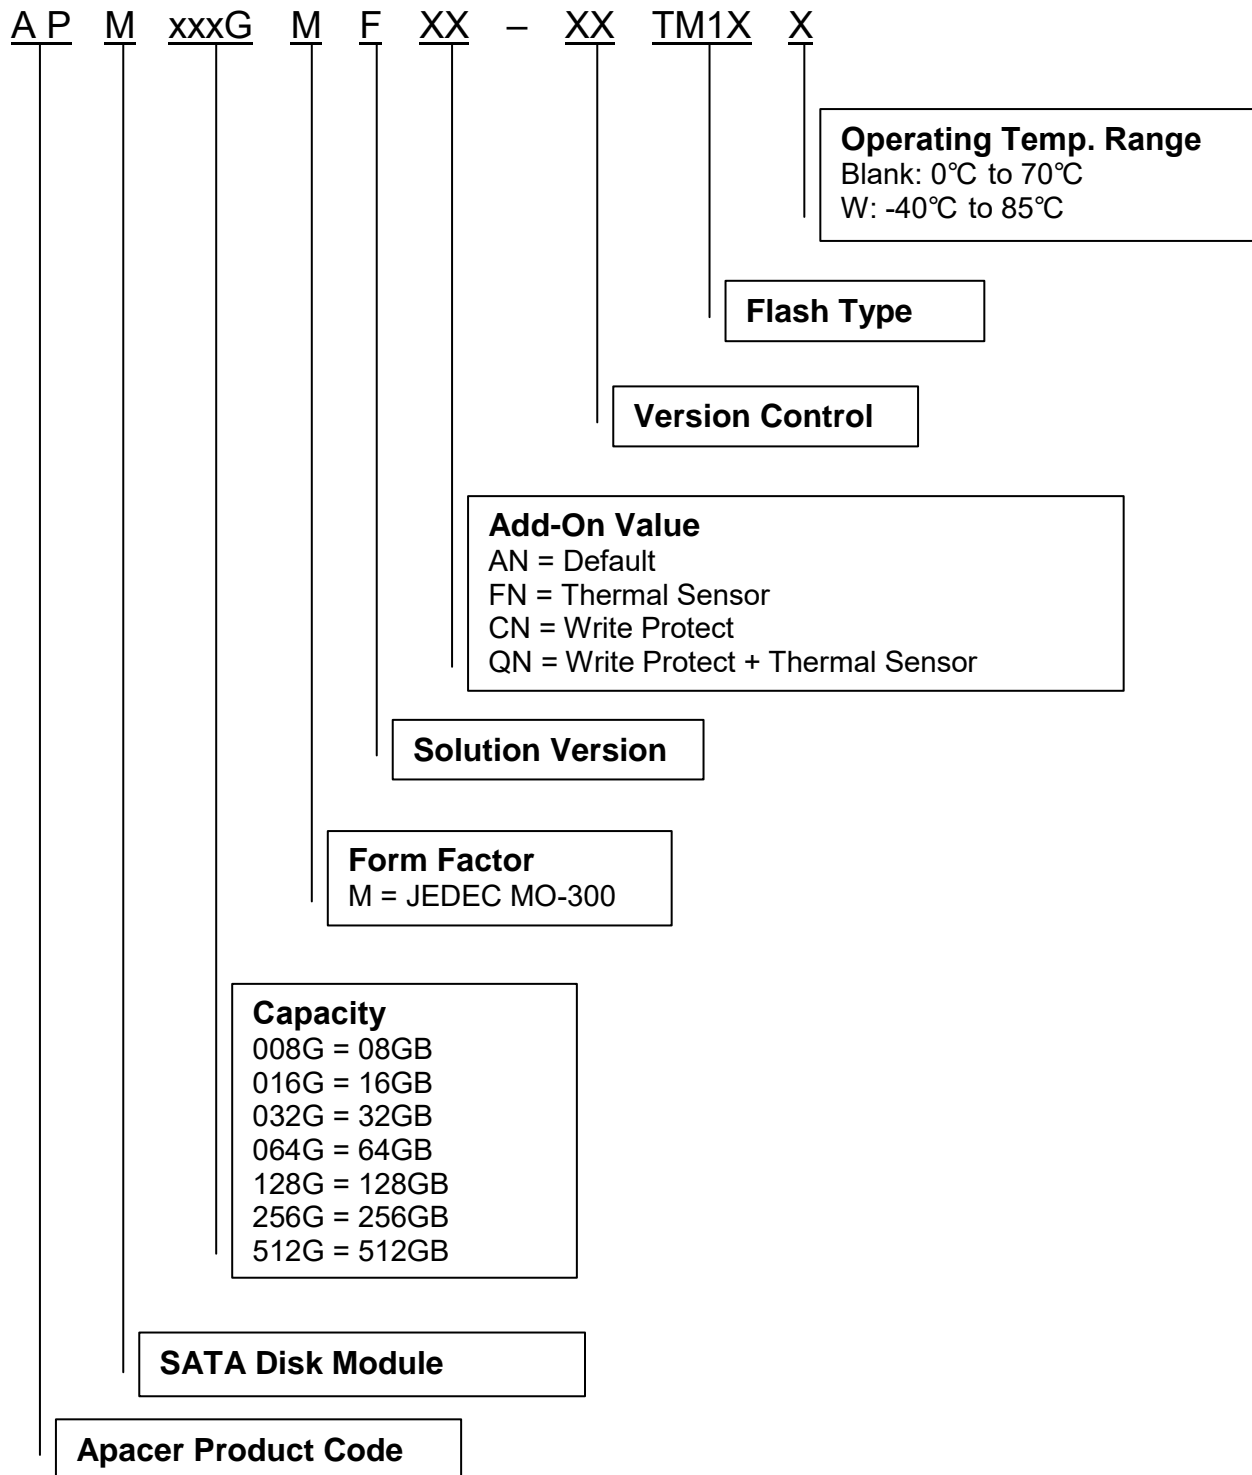 A P M xxxG M F XX – XX TM1X X
Operating Temp. Range
Blank: 0℃ to 70℃
W: -40℃ to 85℃
Flash Type
Version Control
Add-On Value
AN = Default
FN = Thermal Sensor
CN = Write Protect
QN = Write Protect + Thermal Sensor
Solution Version
Form Factor
M = JEDEC MO-300
Capacity
008G = 08GB
016G = 16GB
032G = 32GB
064G = 64GB
128G = 128GB
256G = 256GB
512G = 512GB
SATA Disk Module
Apacer Product Code